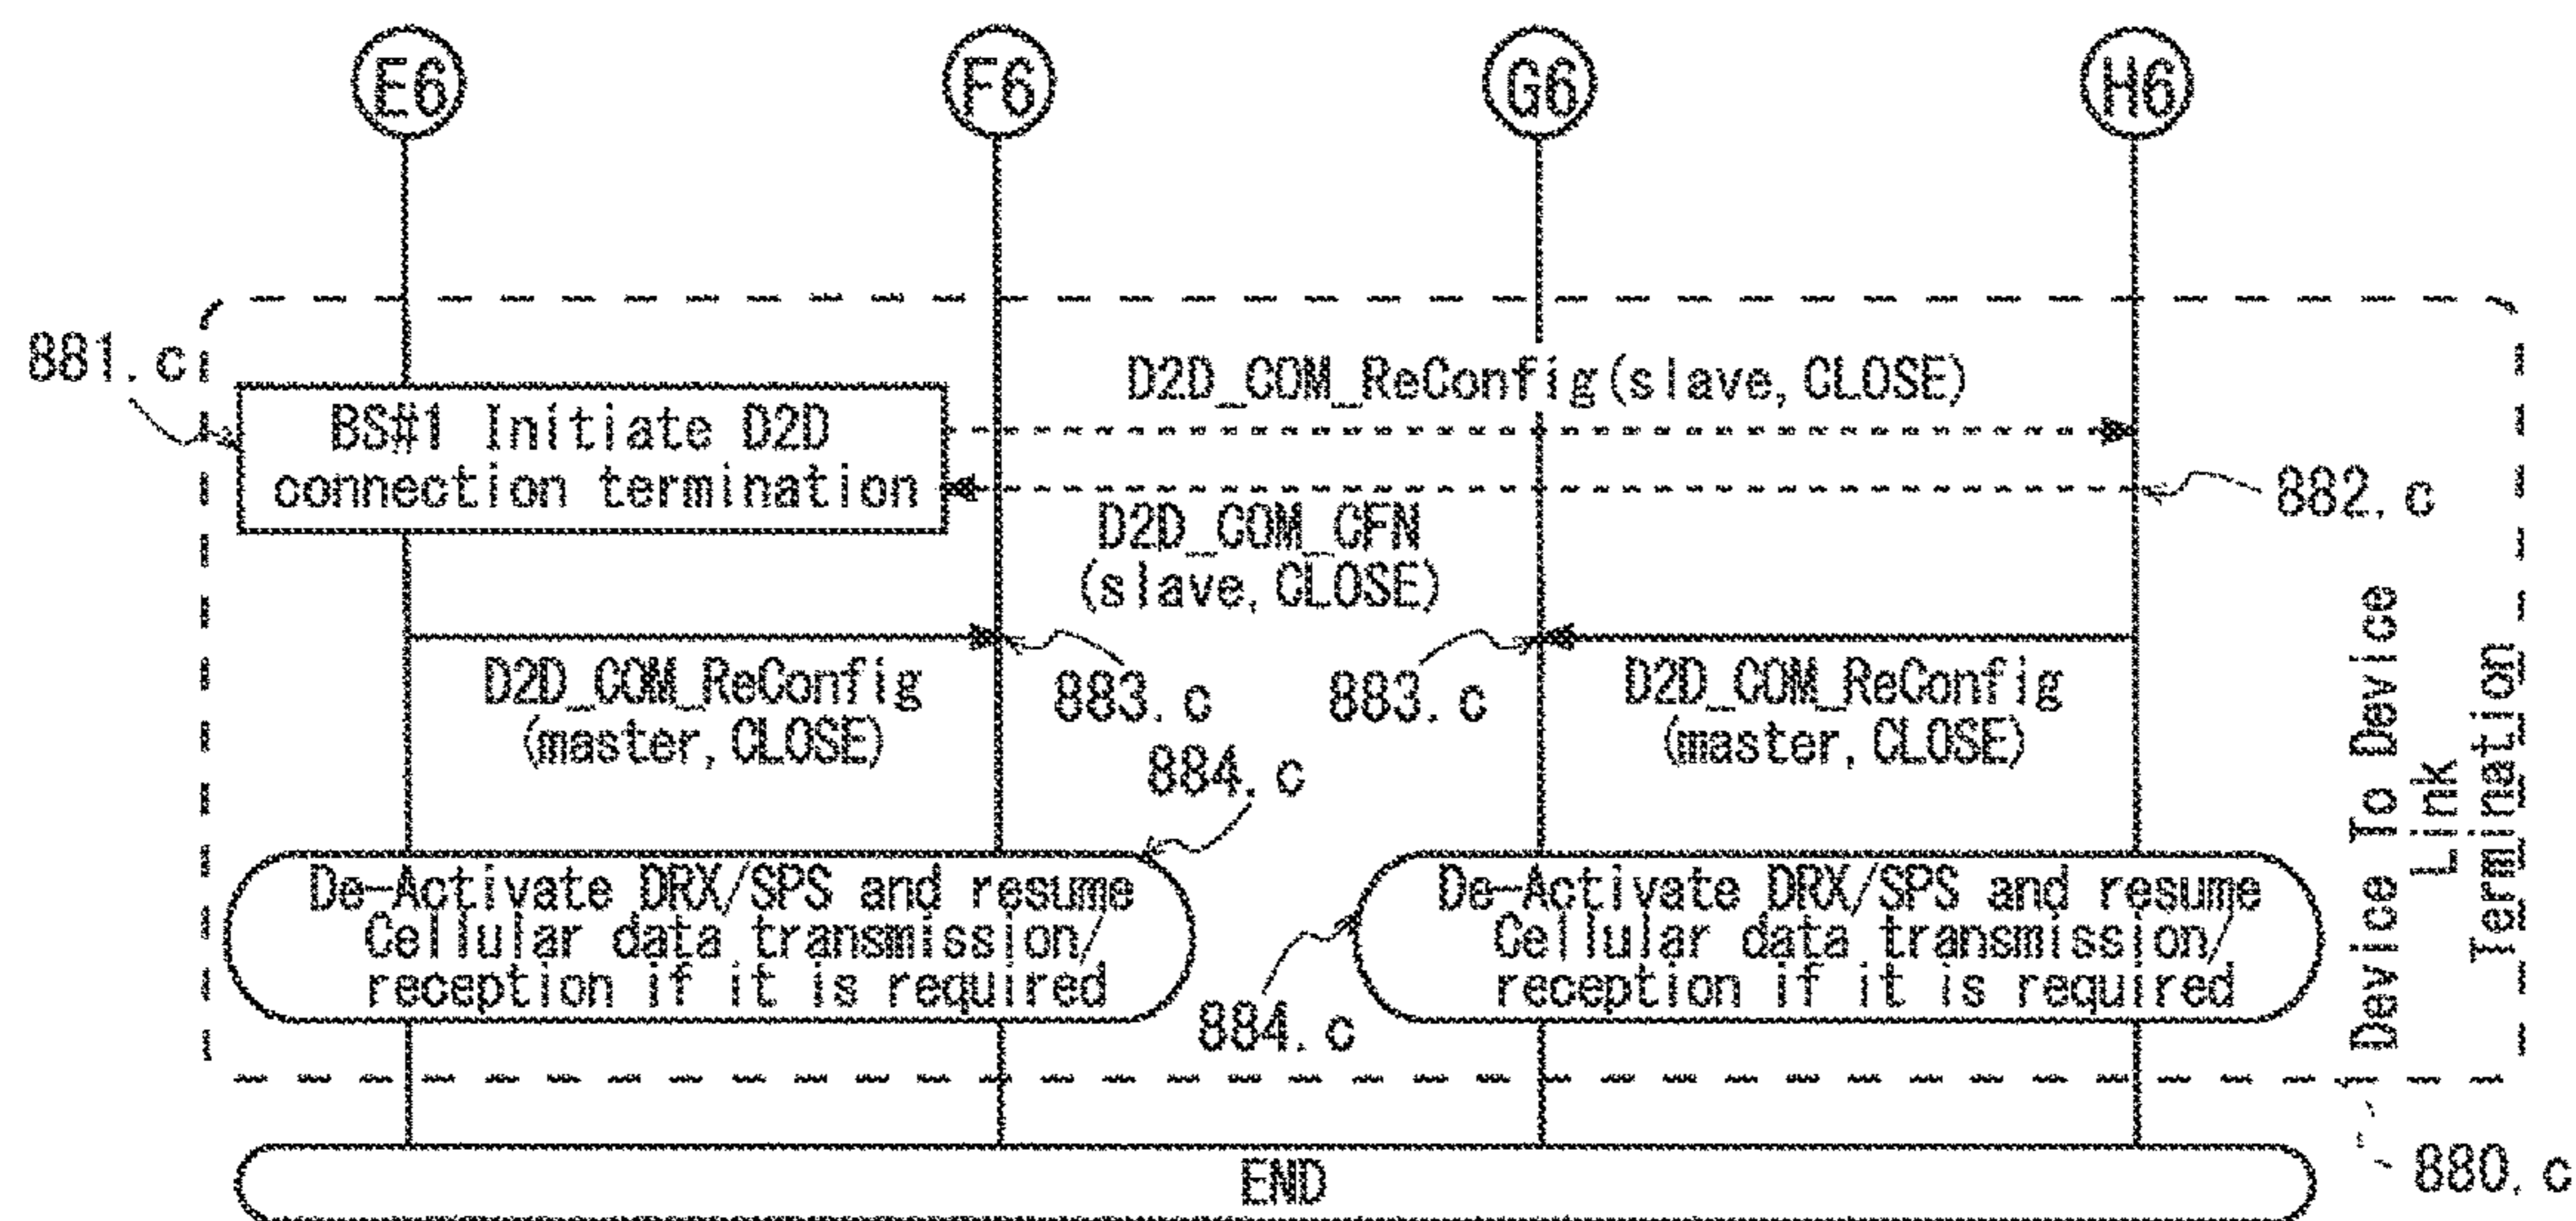 E6
F6
G6
H6
881. c
D2D_COM_ReConfig(slave, CLOSE)
BS#1 Initiate D2D
connection termination
882. c
D2D_COM_CFN
(slave, CLOSE)
D2D_COM_ReConfig
(master, CLOSE)
883. c
883. c
D2D_COM_ReConfig
(master, CLOSE)
884. c
De-Activate DRX/SPS and resume
Cellular data transmission/
reception if it is required
884. c
De-Activate DRX/SPS and resume
Cellular data transmission/
reception if it is required
Device To Device
Link
Termination
END
880. c